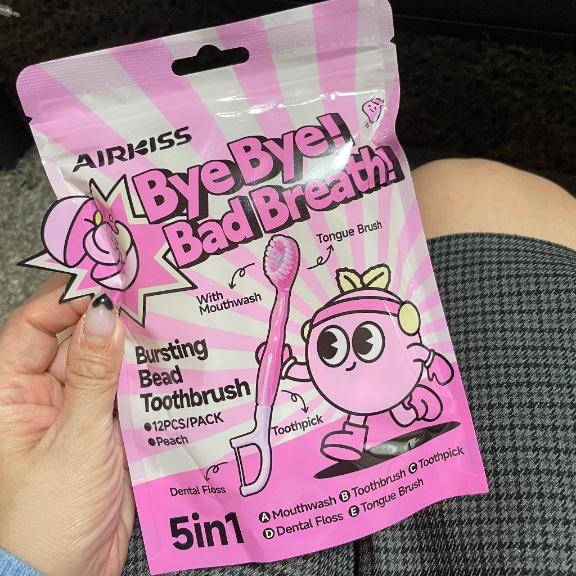 AIRKISS
Bye Bye!
Bad Breath!
Tongue Brush
With
Mouthwash
Bursting
Bead
Toothbrush
●12PCS/PACK
●Peach
Toothpick
Dental Floss
5in1
A Mouthwash B Toothbrush C Toothpick
D Dental Floss E Tongue Brush